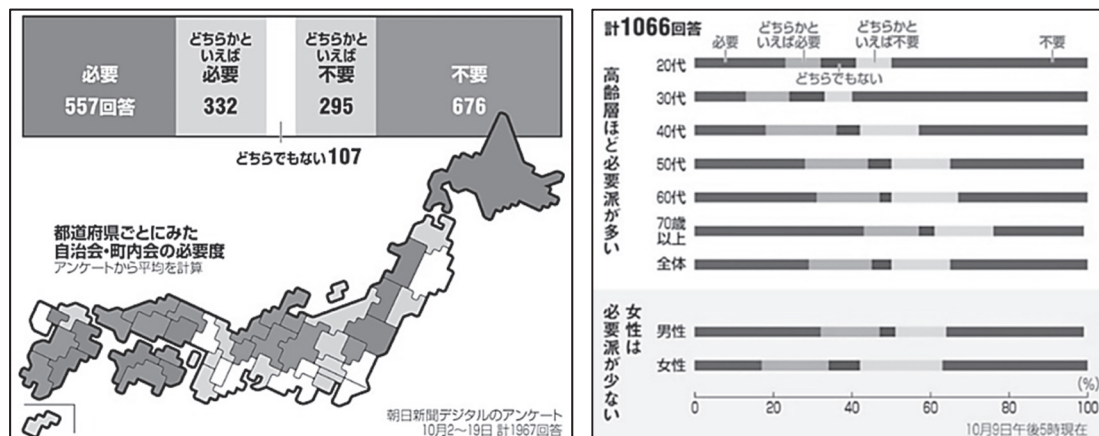 どちらかと
いえば
必要
332
どちらかと
いえば
不要
295
必要
557回答
不要
676
どちらでもない107
都道府県ごとにみた
自治会・町内会の必要度
アンケートから平均を計算
朝日新聞デジタルのアンケート
10月2〜19日 計1967回答
計1066回答
必要
どちらかと
いえば必要
どちらかと
いえば不要
不要
どちらでもない
高齢層ほど必要派が多い
20代
30代
40代
50代
60代
70歳
以上
全体
女性は
必要派が少ない
男性
女性
(%)
0 20 40 60 80 100
10月9日午後5時現在